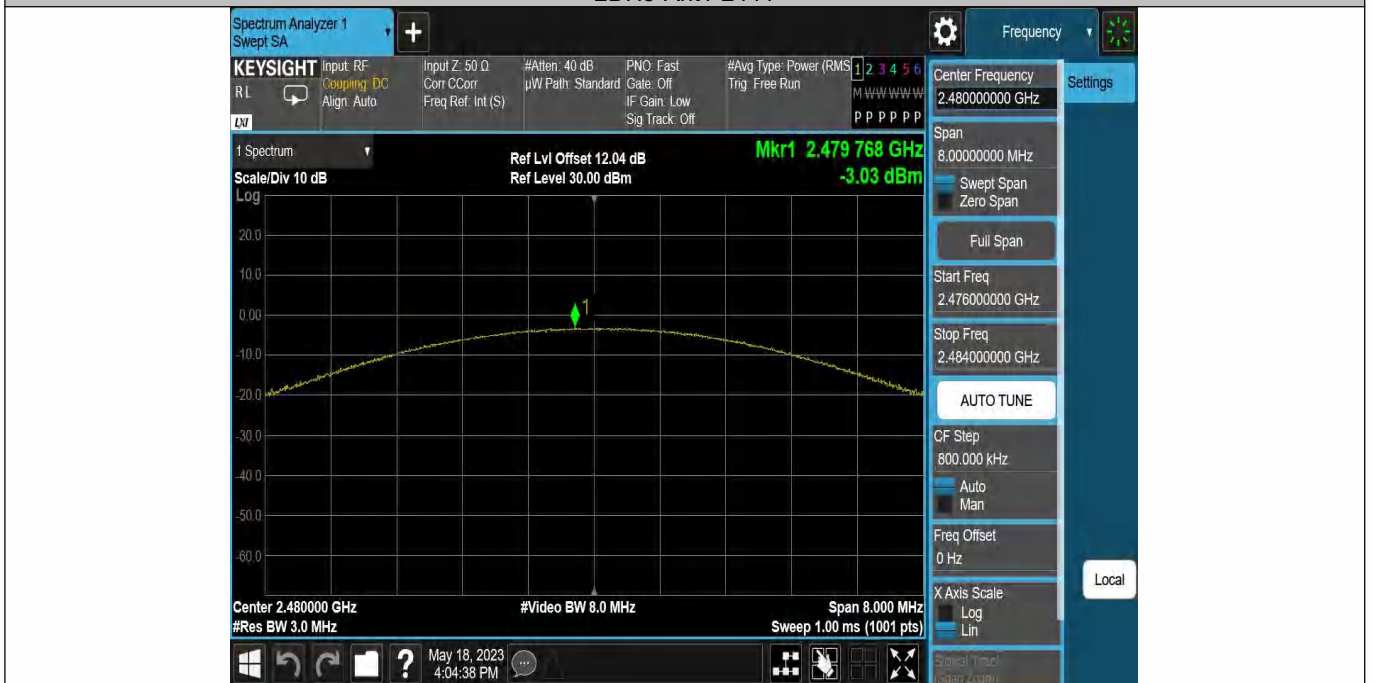 Spectrum Analyzer 1
Swept SA
+
Frequency
KEYSIGHT
RL
LXI
Input: RF
Coupling: DC
Align: Auto
Input Z: 50 Ω
Corr CCorr
Freq Ref: Int (S)
#Atten: 40 dB
µW Path: Standard
PNO: Fast
Gate: Off
IF Gain: Low
Sig Track: Off
#Avg Type: Power (RMS
Trig: Free Run
1 2 3 4 5 6
M W W W W W
P P P P P P
Center Frequency
2.480000000 GHz
Settings
Span
8.00000000 MHz
Swept Span
Zero Span
Full Span
Start Freq
2.476000000 GHz
Stop Freq
2.484000000 GHz
AUTO TUNE
CF Step
800.000 kHz
Auto
Man
Freq Offset
0 Hz
X Axis Scale
Log
Lin
Signal Track
(Span Zoom)
Local
1 Spectrum
Scale/Div 10 dB
Log
Ref Lvl Offset 12.04 dB
Ref Level 30.00 dBm
Mkr1 2.479 768 GHz
-3.03 dBm
20.0
10.0
0.00
-10.0
-20.0
-30.0
-40.0
-50.0
-60.0
1
Center 2.480000 GHz
#Res BW 3.0 MHz
#Video BW 8.0 MHz
Span 8.000 MHz
Sweep 1.00 ms (1001 pts)
?
May 18, 2023
4:04:38 PM